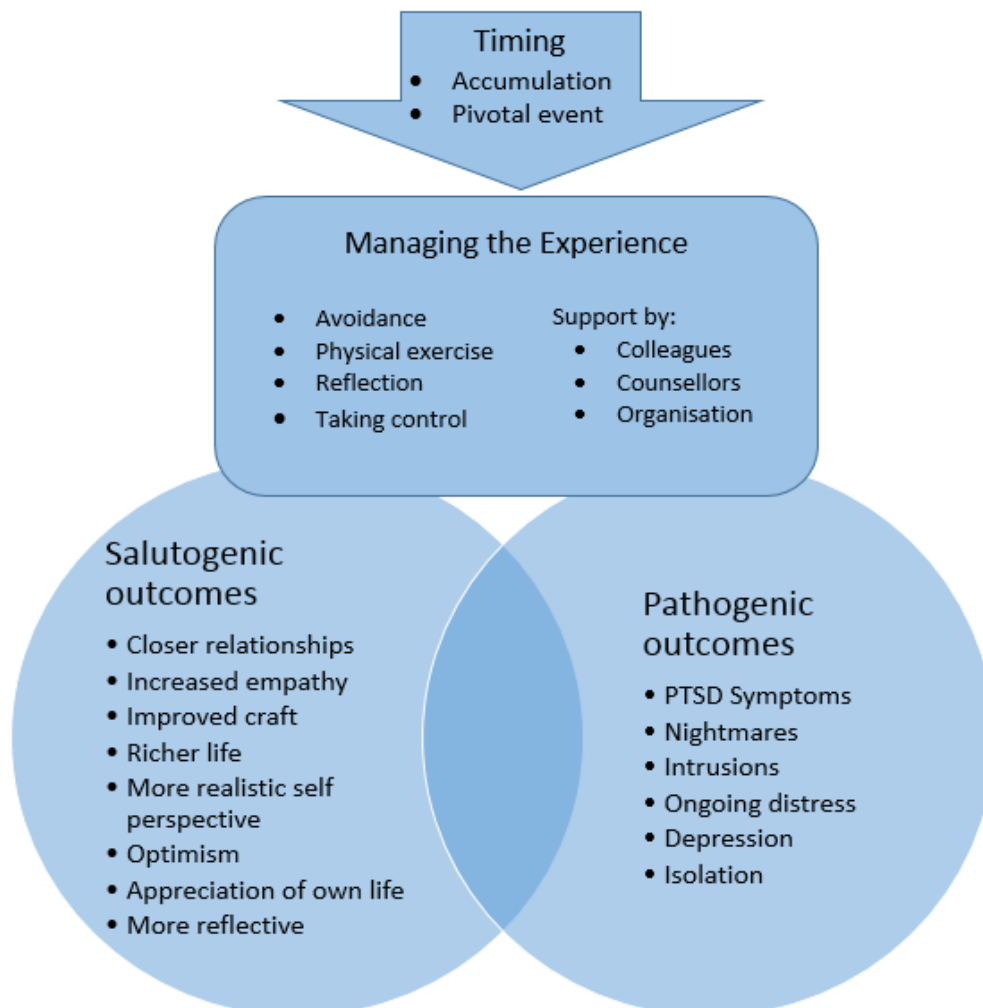 Timing
• Accumulation
• Pivotal event
Managing the Experience
• Avoidance
• Physical exercise
• Reflection
• Taking control
Support by:
• Colleagues
• Counsellors
• Organisation
Salutogenic
outcomes
• Closer relationships
• Increased empathy
• Improved craft
• Richer life
• More realistic self
perspective
• Optimism
• Appreciation of own life
• More reflective
Pathogenic
outcomes
• PTSD Symptoms
• Nightmares
• Intrusions
• Ongoing distress
• Depression
• Isolation